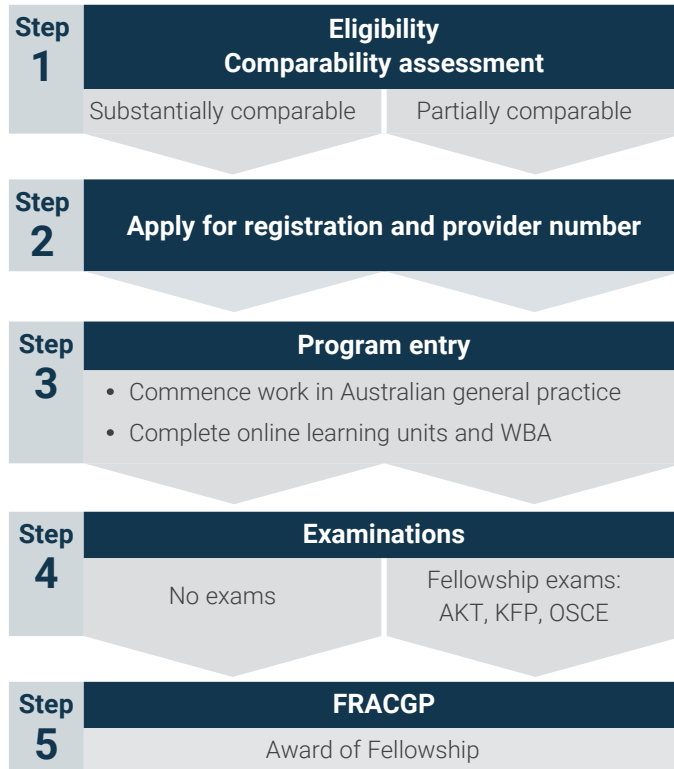 Step
1
Eligibility
Comparability assessment
Substantially comparable
Partially comparable
Step
2
Apply for registration and provider number
Step
3
Program entry
• Commence work in Australian general practice
• Complete online learning units and WBA
Step
4
Examinations
No exams
Fellowship exams:
AKT, KFP, OSCE
Step
5
FRACGP
Award of Fellowship